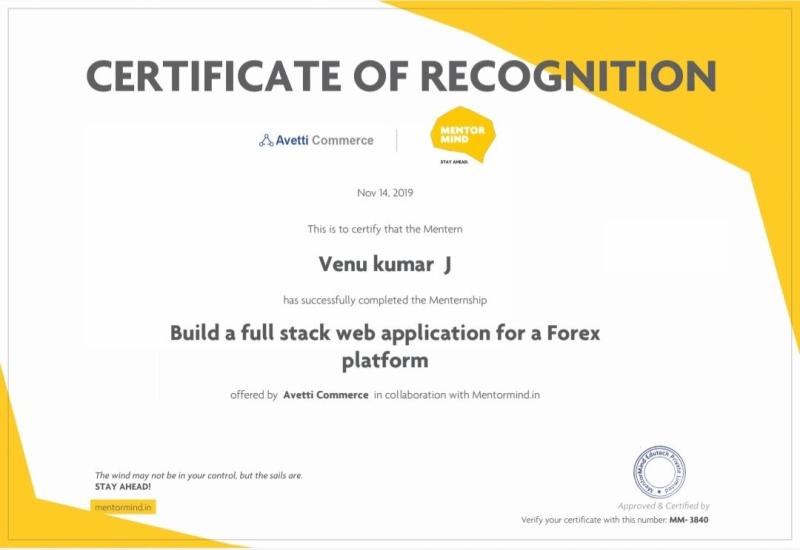 CERTIFICATE OF RECOGNITION
Avetti Commerce
MENTOR
MIND
STAY AHEAD.
Nov 14, 2019
This is to certify that the Mentern
Venu kumar J
has successfully completed the Menternship
Build a full stack web application for a Forex
platform
offered by Avetti Commerce in collaboration with Mentormind.in
The wind may not be in your control, but the sails are.
STAY AHEAD!
mentormind.in
MentorMind Edutech Private Limited
Approved & Certified by
Verify your certificate with this number: MM-3840